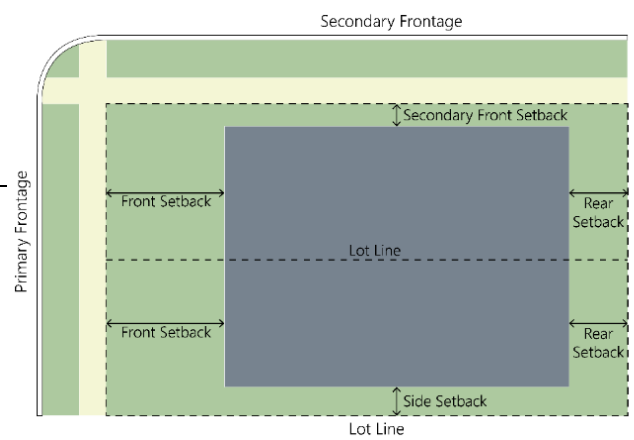 Secondary Frontage
Secondary Front Setback
Primary Frontage
Front Setback
Rear
Setback
Lot Line
Front Setback
Rear
Setback
Side Setback
Lot Line